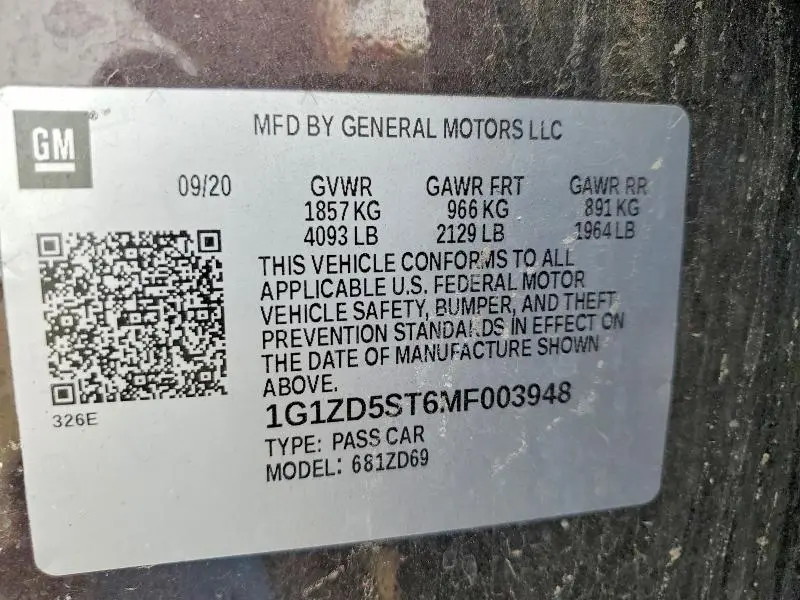 GM
MFD BY GENERAL MOTORS LLC
09/20 GVWR GAWR FRT GAWR RR
1857 KG 966 KG 891 KG
4093 LB 2129 LB 1964 LB
THIS VEHICLE CONFORMS TO ALL
APPLICABLE U.S. FEDERAL MOTOR
VEHICLE SAFETY, BUMPER, AND THEFT
PREVENTION STANDARDS IN EFFECT ON
THE DATE OF MANUFACTURE SHOWN
ABOVE.
326E
1G1ZD5ST6MF003948
TYPE: PASS CAR
MODEL: 681ZD69